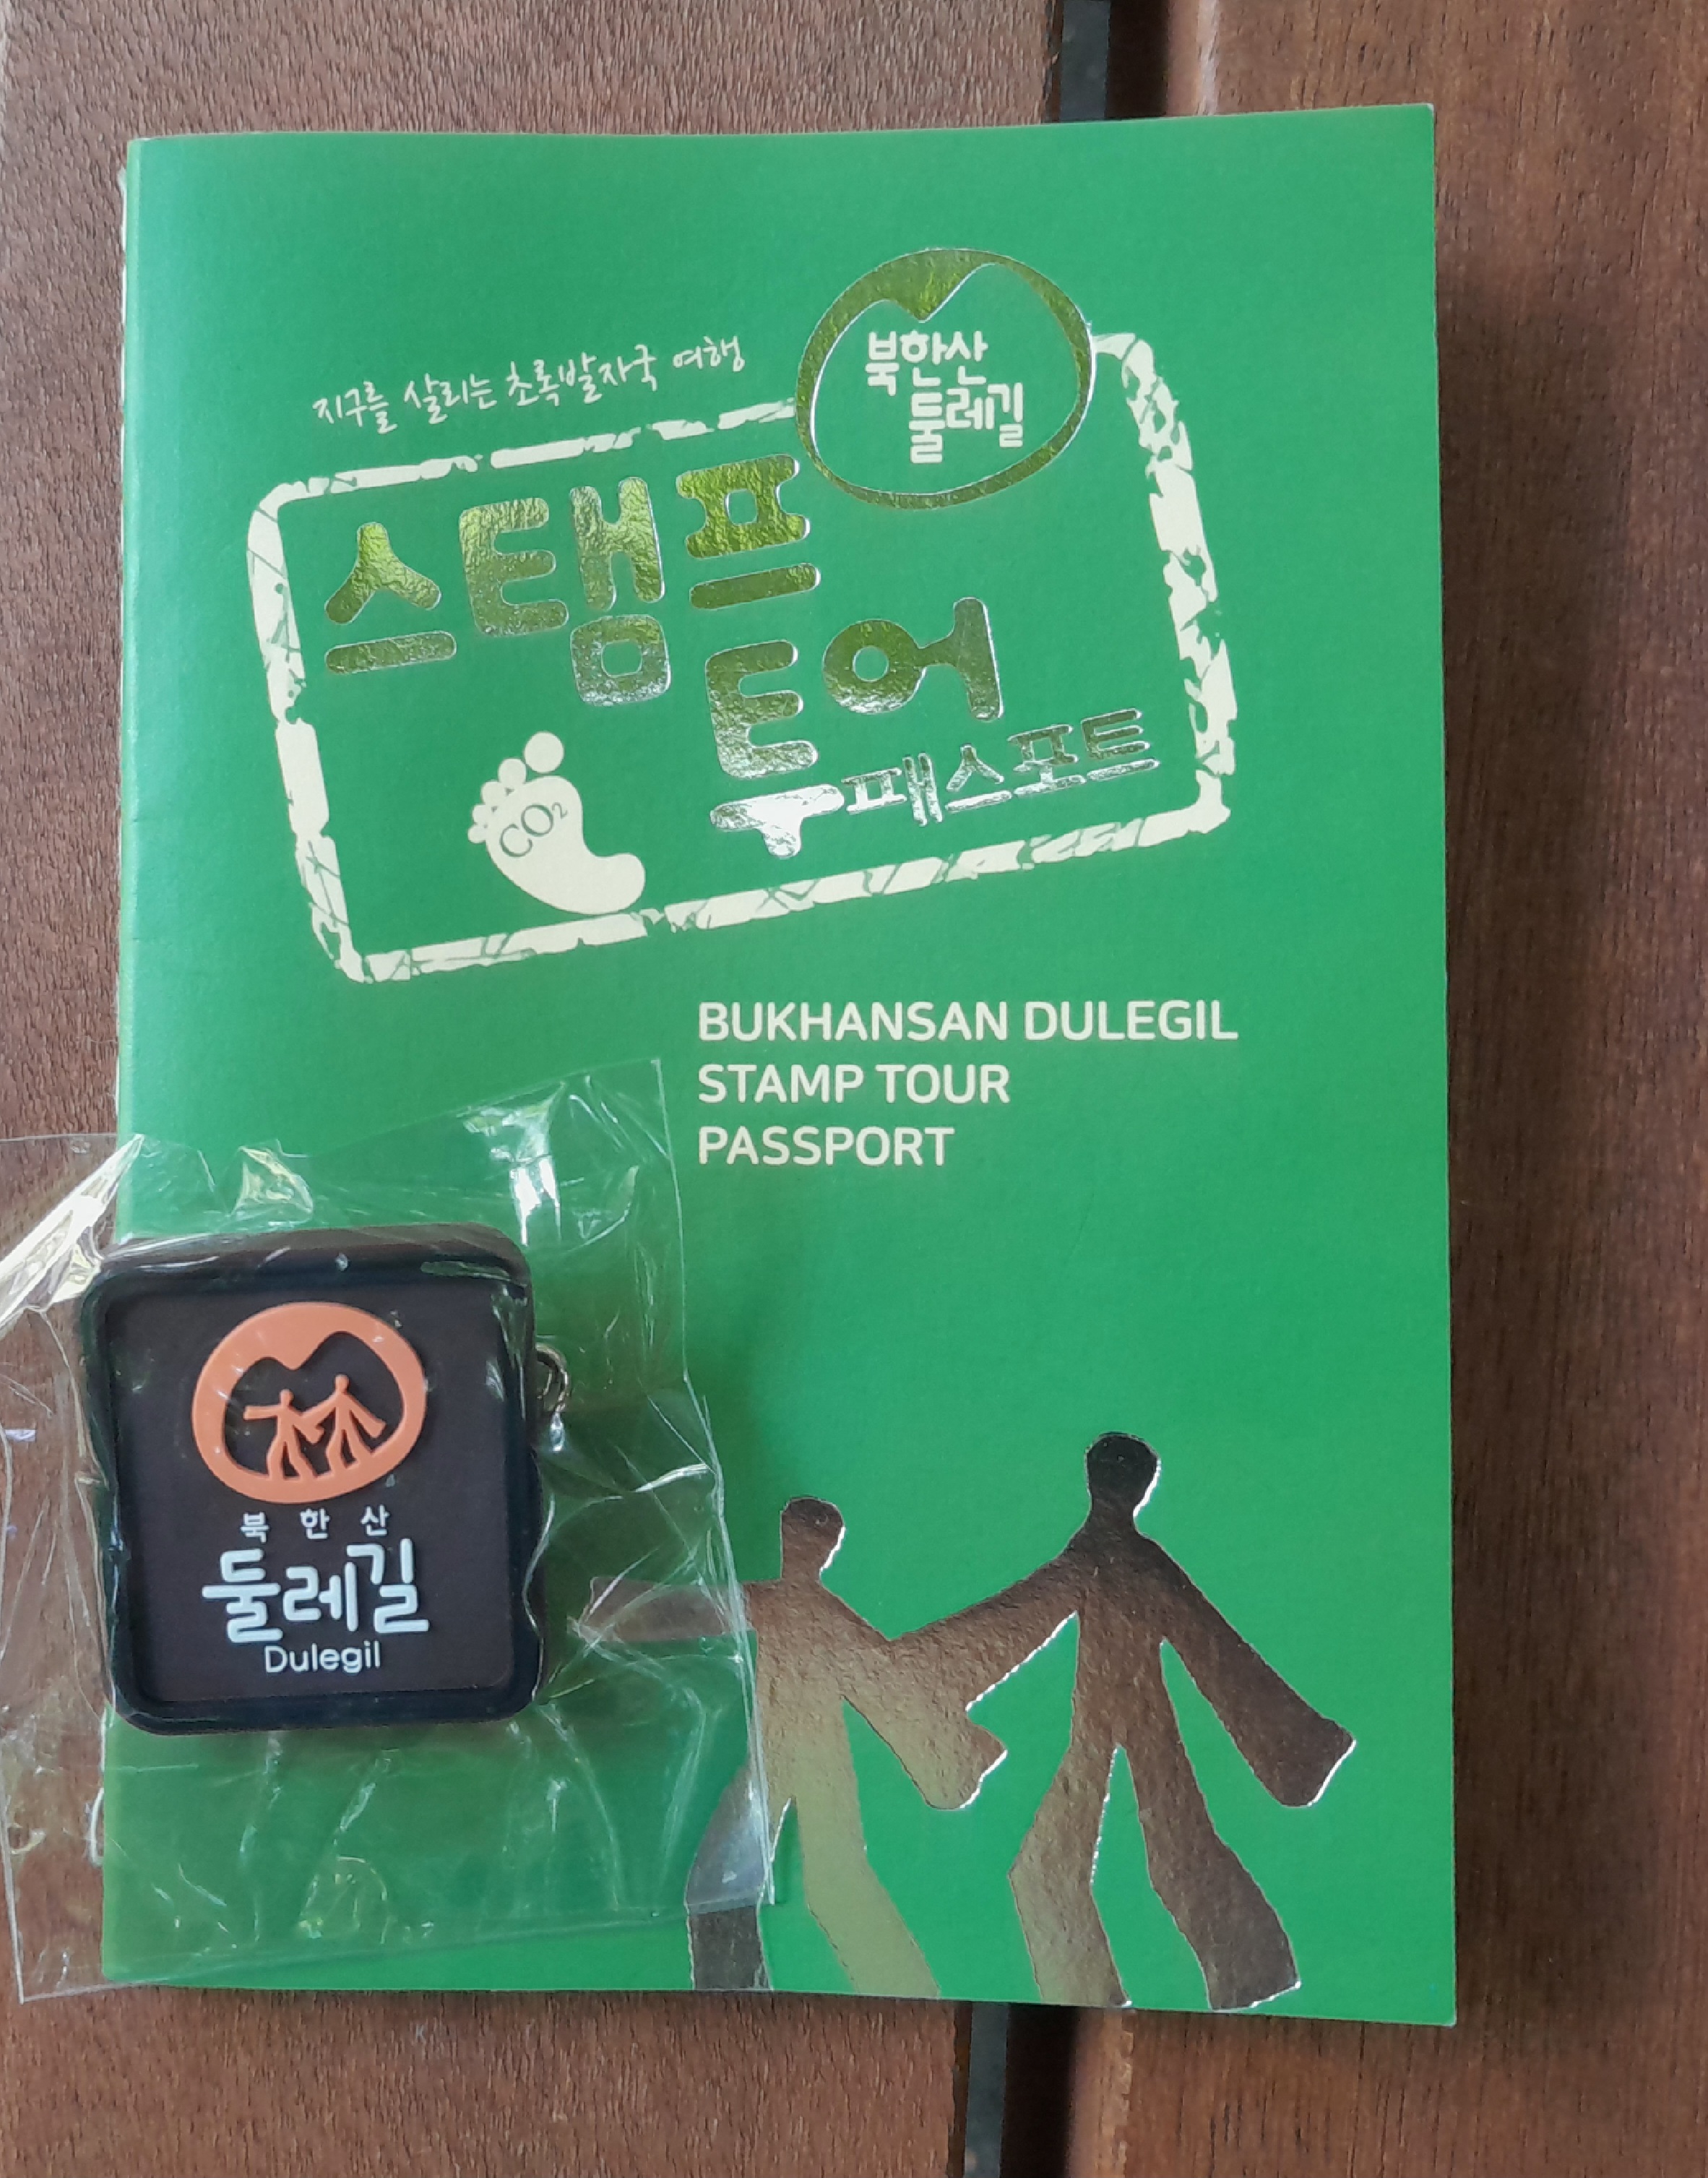 지구를 살리는 초록발자국 여행
북한산
둘레길
스탬프
투어
패스포트
CO₂
BUKHANSAN DULEGIL
STAMP TOUR
PASSPORT
북한산
둘레길
Dulegil